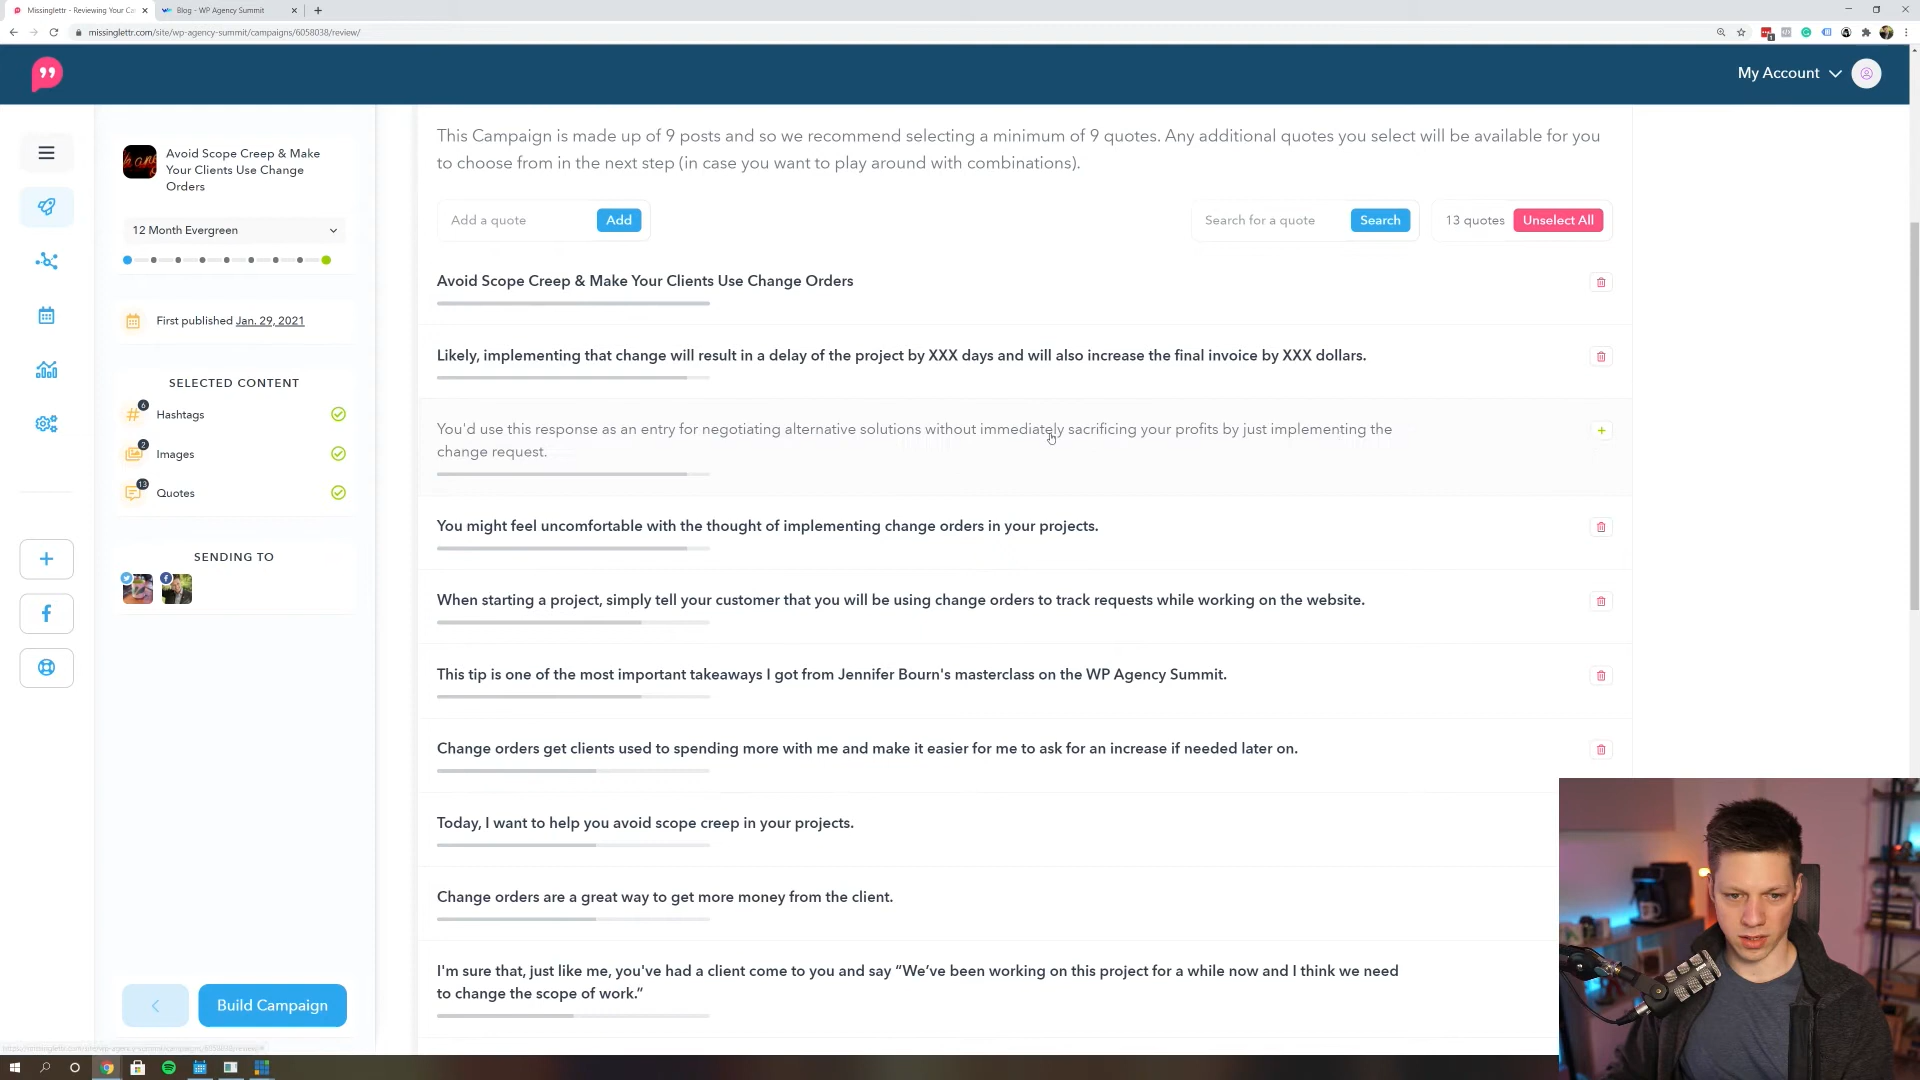 Missinglettr - Reviewing Your Ca
Blog - WP Agency Summit
missinglettr.com/site/wp-agency-summit/campaigns/6058038/review/
My Account
Avoid Scope Creep & Make
Your Clients Use Change
Orders
12 Month Evergreen
First published Jan. 29, 2021
SELECTED CONTENT
6
Hashtags
2
Images
13
Quotes
SENDING TO
Build Campaign
This Campaign is made up of 9 posts and so we recommend selecting a minimum of 9 quotes. Any additional quotes you select will be available for you
to choose from in the next step (in case you want to play around with combinations).
Add a quote
Add
Search for a quote
Search
13 quotes
Unselect All
Avoid Scope Creep & Make Your Clients Use Change Orders
Likely, implementing that change will result in a delay of the project by XXX days and will also increase the final invoice by XXX dollars.
You'd use this response as an entry for negotiating alternative solutions without immediately sacrificing your profits by just implementing the
change request.
You might feel uncomfortable with the thought of implementing change orders in your projects.
When starting a project, simply tell your customer that you will be using change orders to track requests while working on the website.
This tip is one of the most important takeaways I got from Jennifer Bourn's masterclass on the WP Agency Summit.
Change orders get clients used to spending more with me and make it easier for me to ask for an increase if needed later on.
Today, I want to help you avoid scope creep in your projects.
Change orders are a great way to get more money from the client.
I'm sure that, just like me, you've had a client come to you and say “We’ve been working on this project for a while now and I think we need
to change the scope of work.”